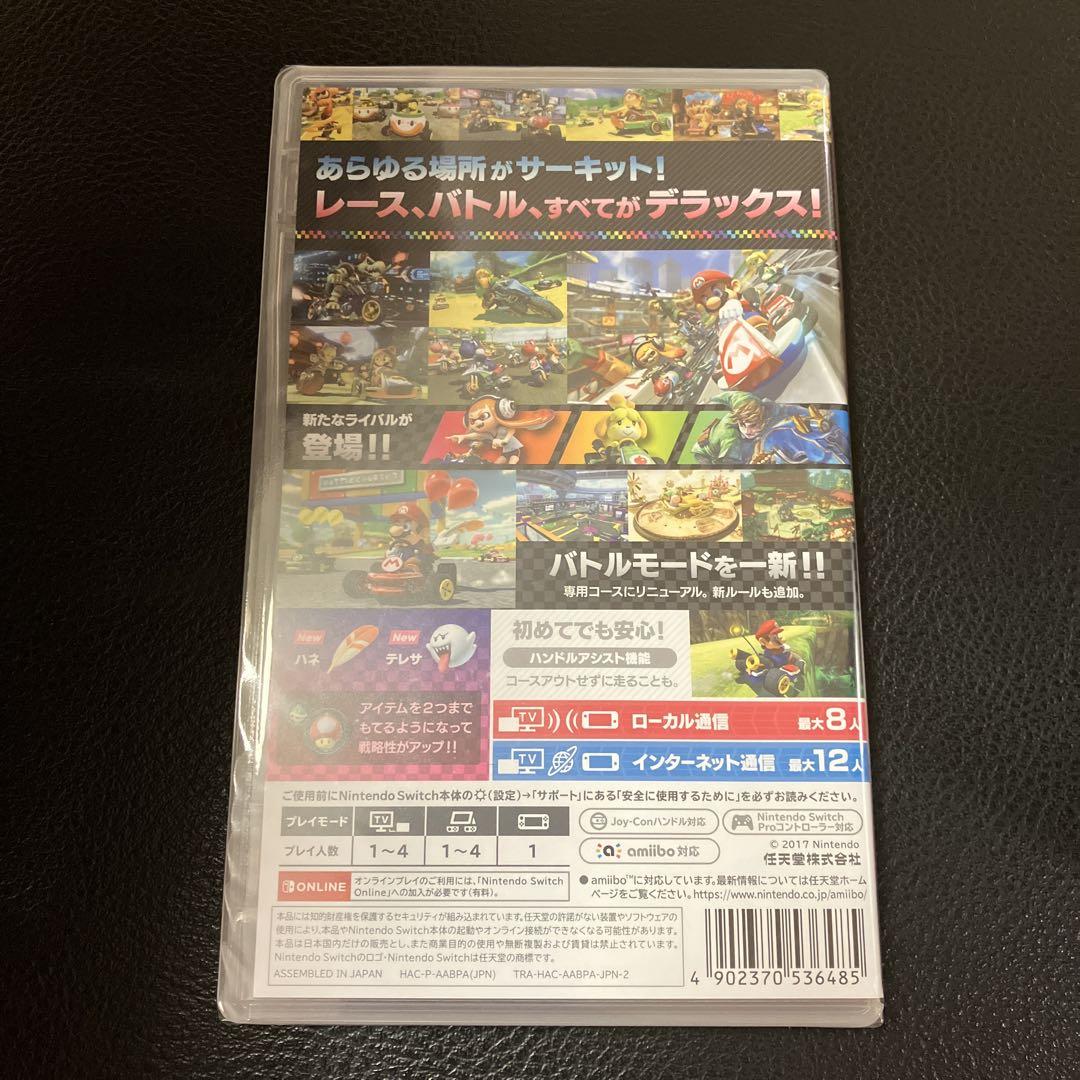 あらゆる場所がサーキット!
レース、バトル、すべてがデラックス!
新たなライバルが
登場!!
バトルモードを一新!!
専用コースにリニューアル。新ルールも追加。
New
ハネ
New
テレサ
アイテムを2つまで
もてるようになって
戦略性がアップ!!
初めてでも安心!
ハンドルアシスト機能
コースアウトせずに走ることも。
TV
ローカル通信 最大8人
TV
インターネット通信 最大12人
ご使用前にNintendo Switch本体の(設定)→「サポート」にある「安全に使用するために」を必ずお読みください。
プレイモード TV
プレイ人数 1~4 1~4 1
Joy-Conハンドル対応
Nintendo Switch
Proコントローラー対応
amiibo対応
© 2017 Nintendo
任天堂株式会社
ONLINE
オンラインプレイのご利用には、「Nintendo Switch
Online」への加入が必要です(有料)。
●amiibo™に対応しています。最新情報については任天堂ホーム
ページをご覧ください。https://www.nintendo.co.jp/amiibo/
本品には知的財産権を保護するセキュリティが組み込まれています。任天堂の許諾がない装置やソフトウェアの
使用により、本品やNintendo Switch本体の起動やオンライン接続ができなくなる可能性があります。
本品は日本国内だけの販売とし、また商業目的の使用や無断複製および賃貸は禁止されています。
Nintendo Switchのロゴ・Nintendo Switchは任天堂の商標です。
ASSEMBLED IN JAPAN HAC-P-AABPA(JPN) TRA-HAC-AABPA-JPN-2
4 902370 536485